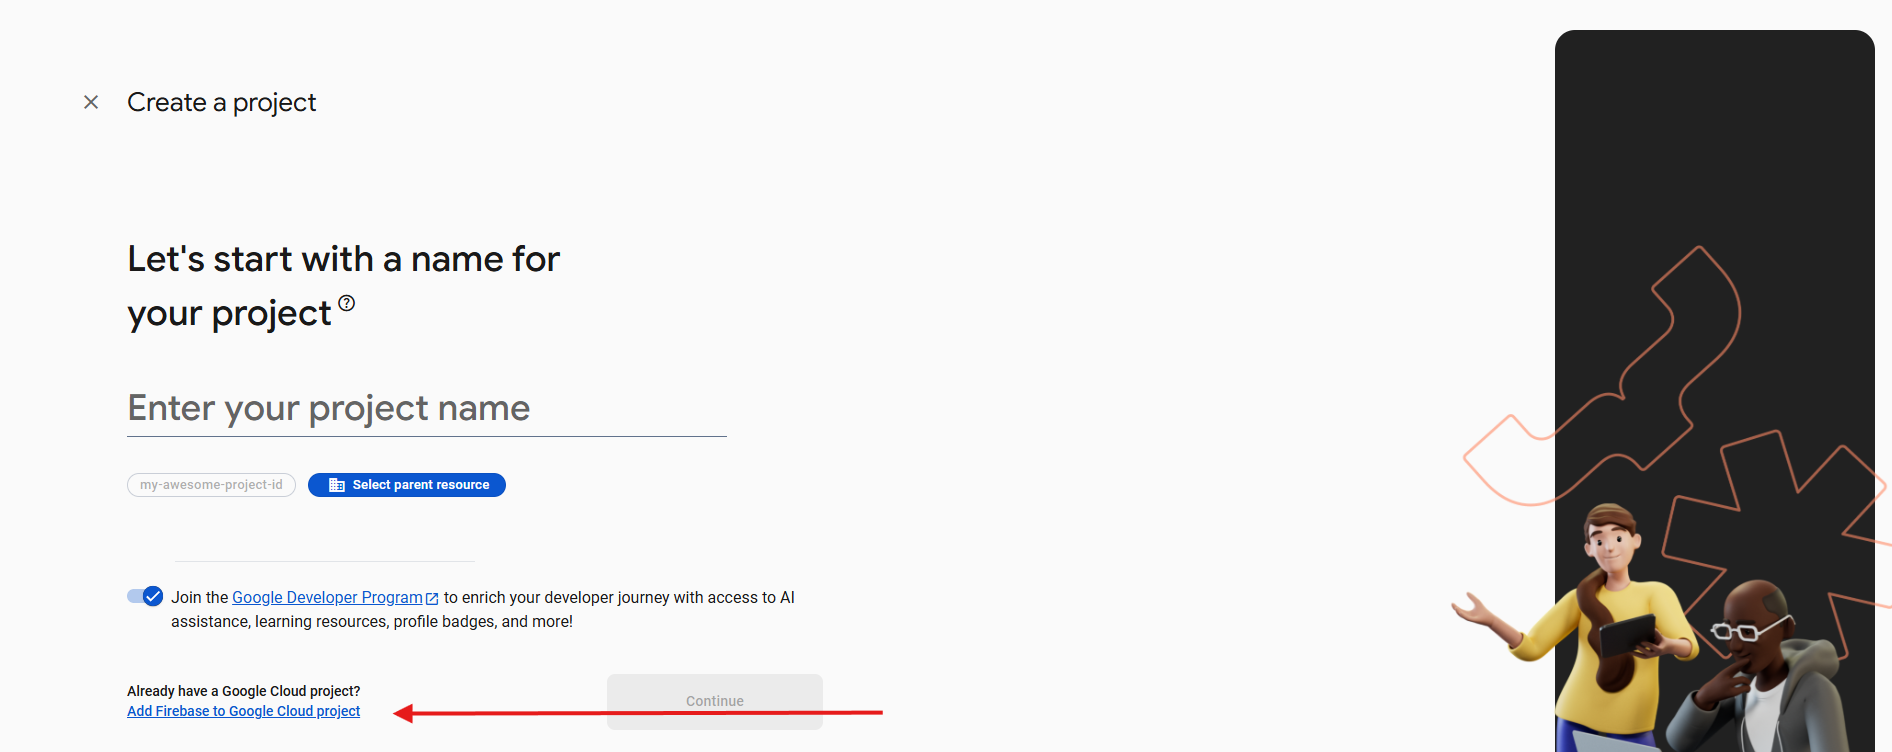 Create a project
Let's start with a name for
your project
Enter your project name
my-awesome-project-id
Select parent resource
Join the Google Developer Program to enrich your developer journey with access to AI
assistance, learning resources, profile badges, and more!
Already have a Google Cloud project?
Add Firebase to Google Cloud project
Continue